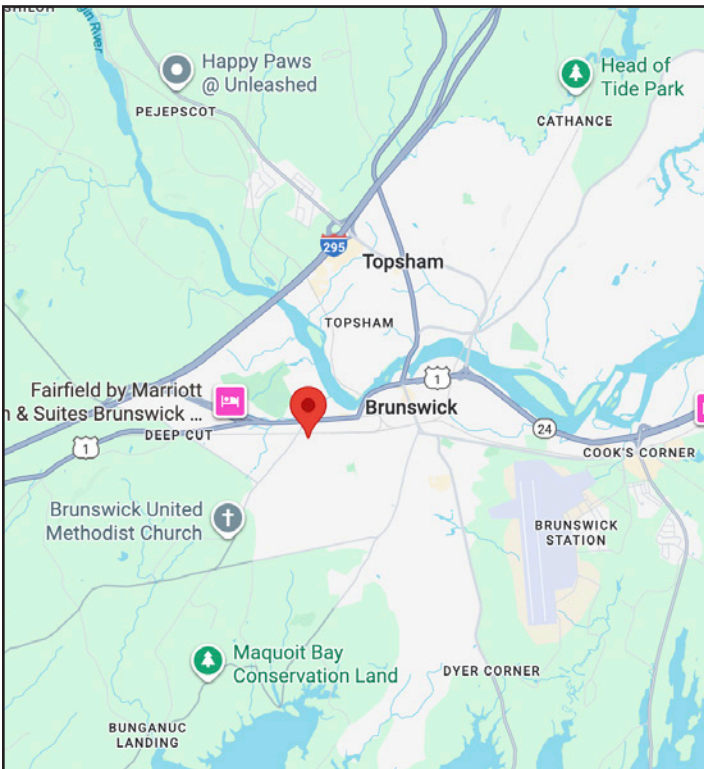 River
Happy Paws
@ Unleashed
PEJEPSCOT
Head of
Tide Park
CATHANCE
295
Topsham
TOPSHAM
Fairfield by Marriott
& Suites Brunswick ...
1
Brunswick
DEEP CUT
1
24
COOK'S CORNER
Brunswick United
Methodist Church
BRUNSWICK
STATION
Maquoit Bay
Conservation Land
DYER CORNER
BUNGANUC
LANDING